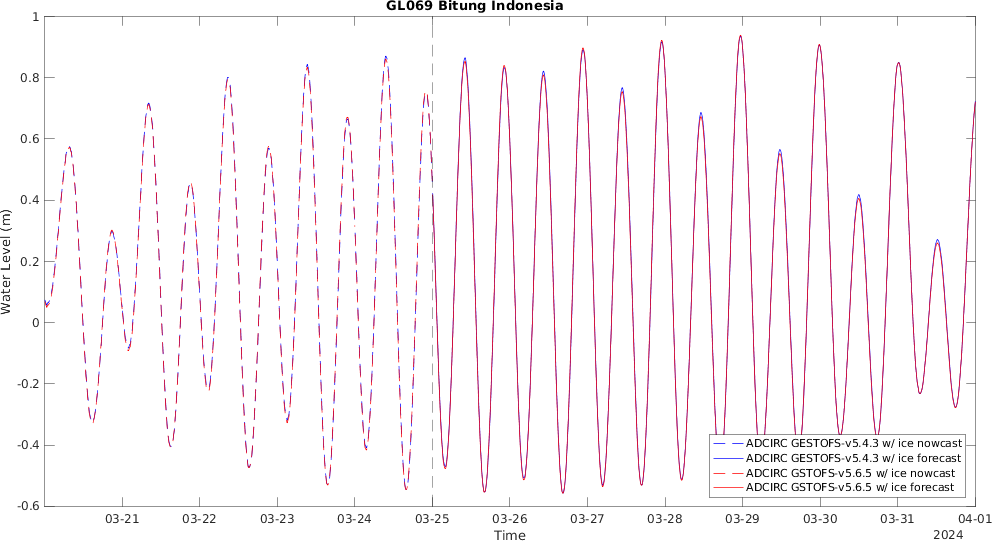 GL069 Bitung Indonesia
1
0.8
0.6
0.4
0.2
0
-0.2
-0.4
-0.6
Water Level (m)
ADCIRC GESTOFS-v5.4.3 w/ ice nowcast
ADCIRC GESTOFS-v5.4.3 w/ ice forecast
ADCIRC GSTOFS-v5.6.5 w/ ice nowcast
ADCIRC GSTOFS-v5.6.5 w/ ice forecast
03-21 03-22 03-23 03-24 03-25 03-26 03-27 03-28 03-29 03-30 03-31 04-01
Time
2024